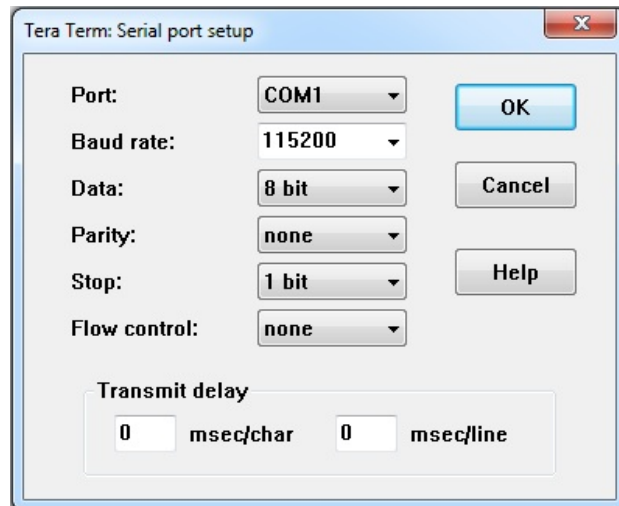 Tera Term: Serial port setup
Port: COM1
OK
Baud rate: 115200
Data: 8 bit
Cancel
Parity: none
Stop: 1 bit
Help
Flow control: none
Transmit delay
0 msec/char 0 msec/line